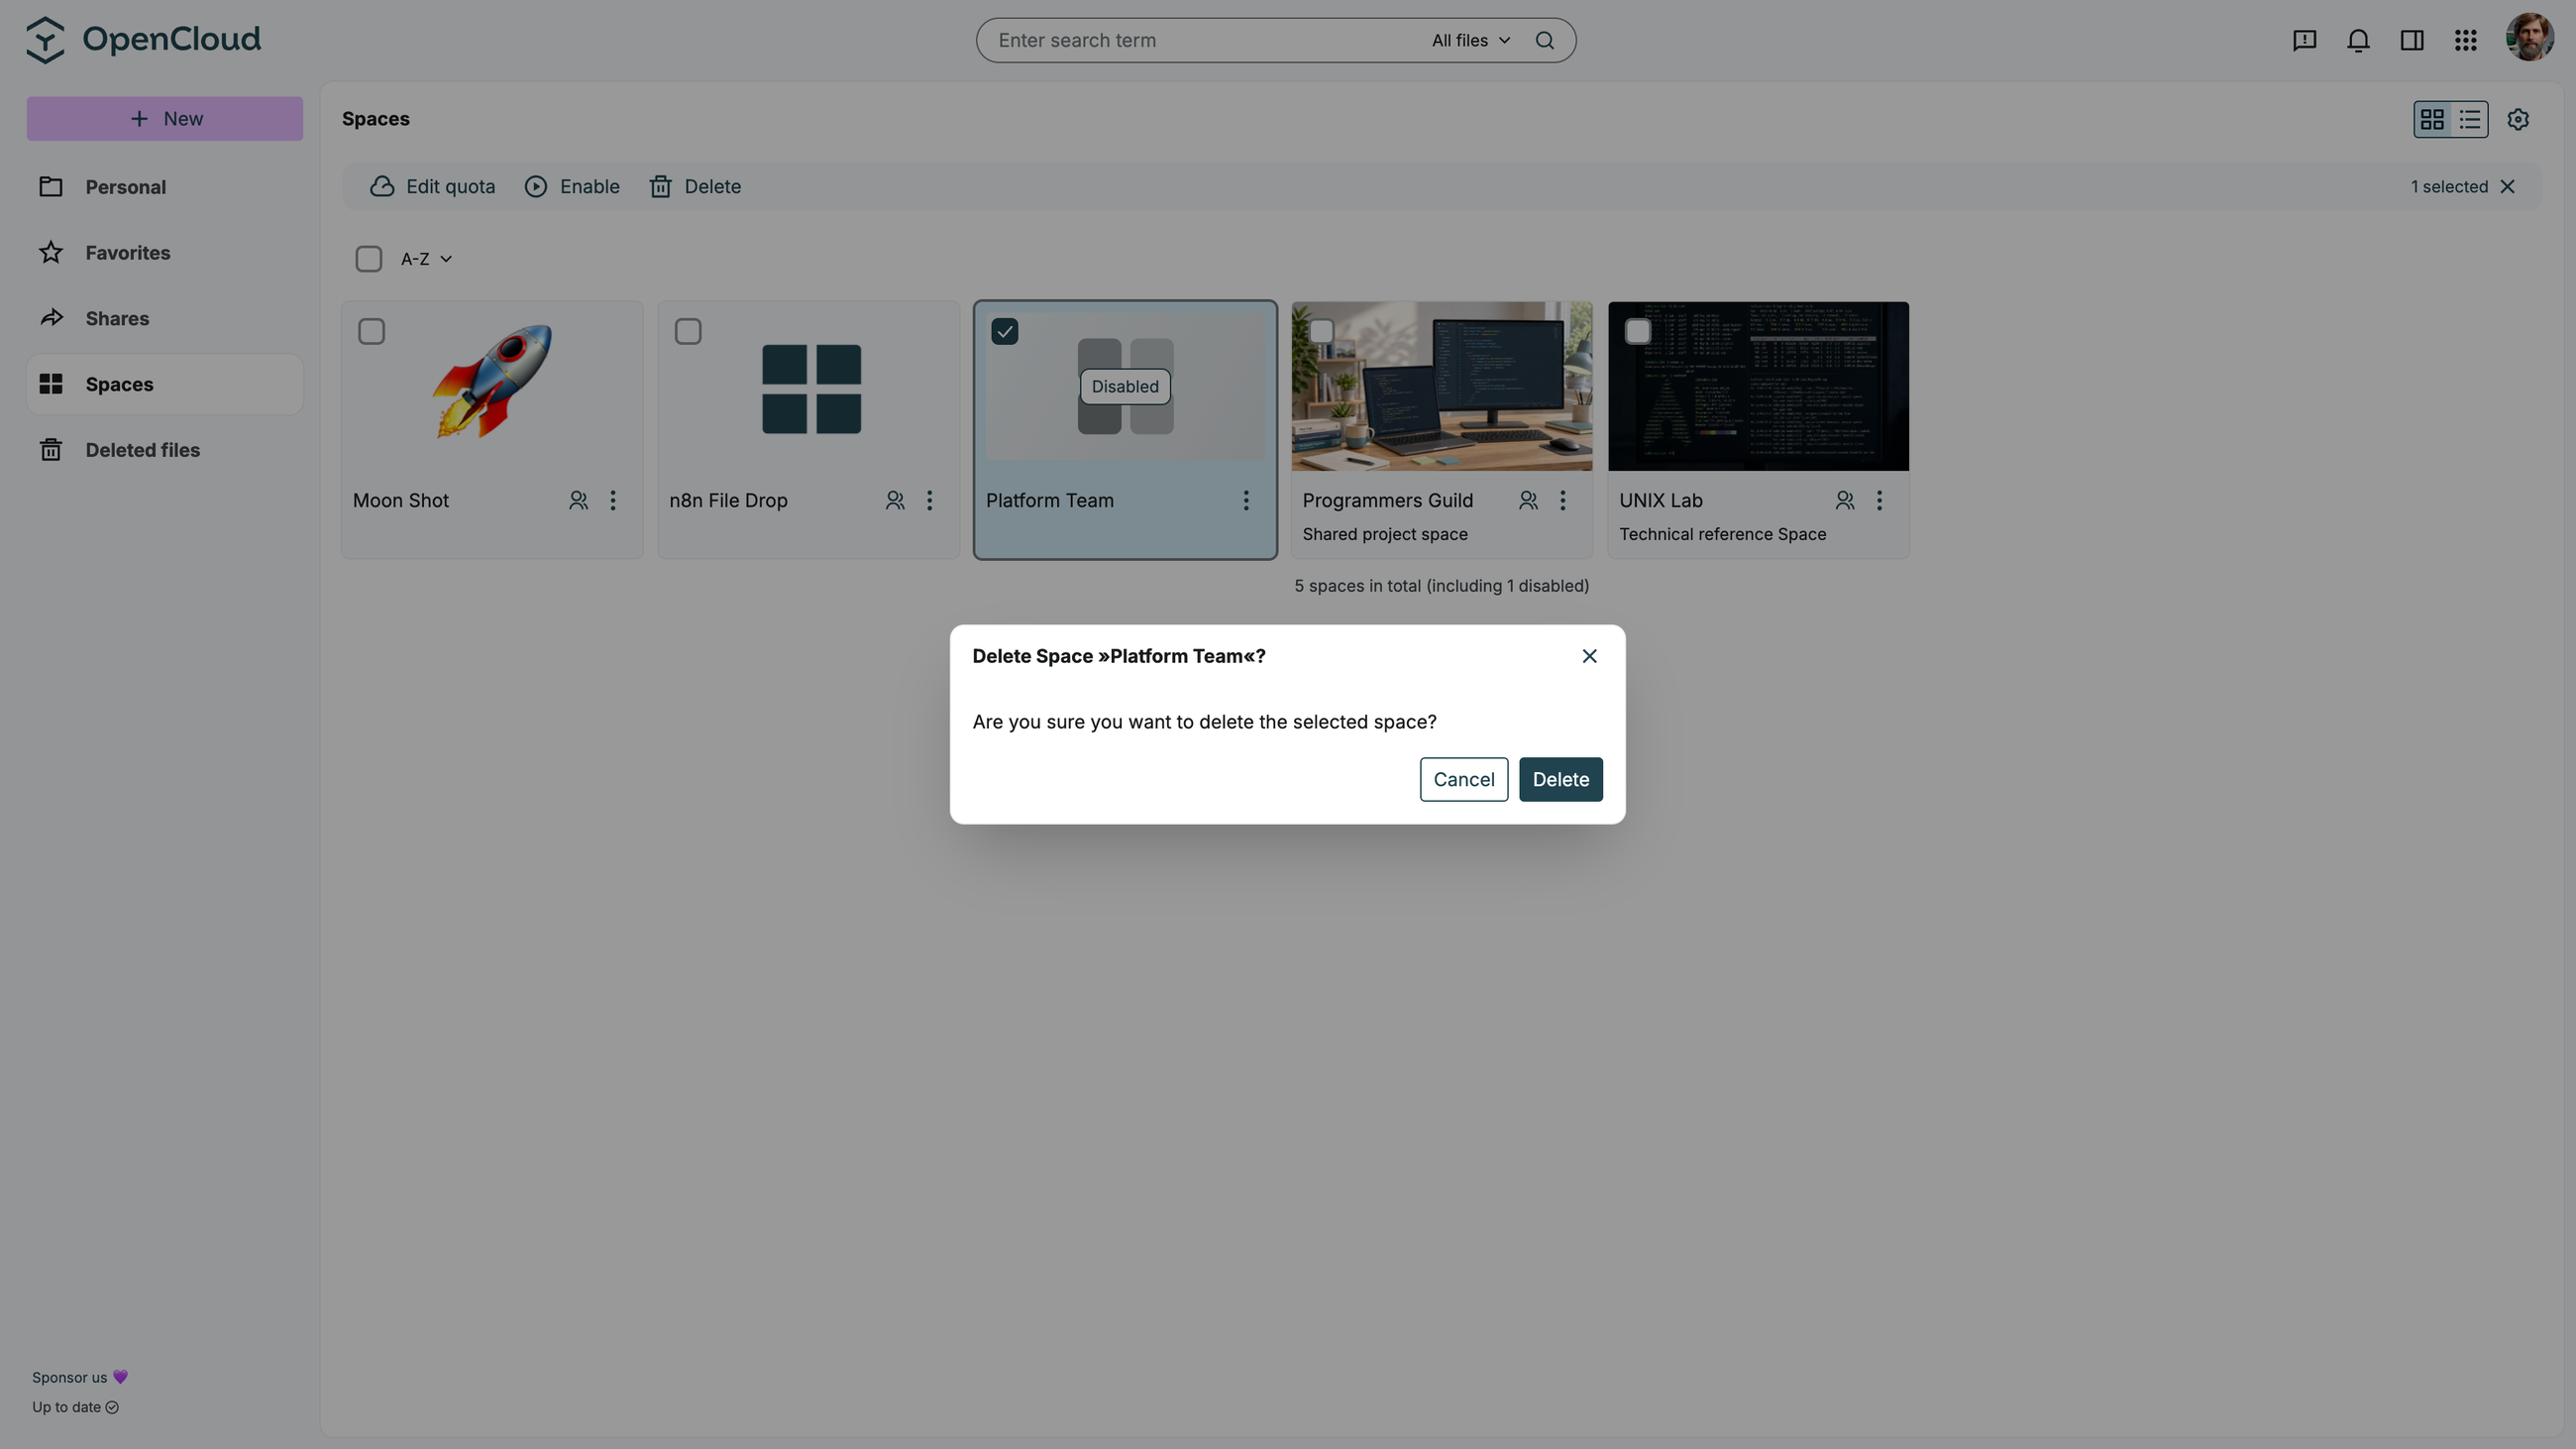 OpenCloud
Enter search term
All files
New
Personal
Favorites
Shares
Spaces
Deleted files
Spaces
Edit quota
Enable
Delete
1 selected
A-Z
Disabled
Moon Shot
n8n File Drop
Platform Team
Programmers Guild
Shared project space
UNIX Lab
Technical reference Space
5 spaces in total (including 1 disabled)
Delete Space »Platform Team«?
Are you sure you want to delete the selected space?
Cancel
Delete
Sponsor us 💜
Up to date